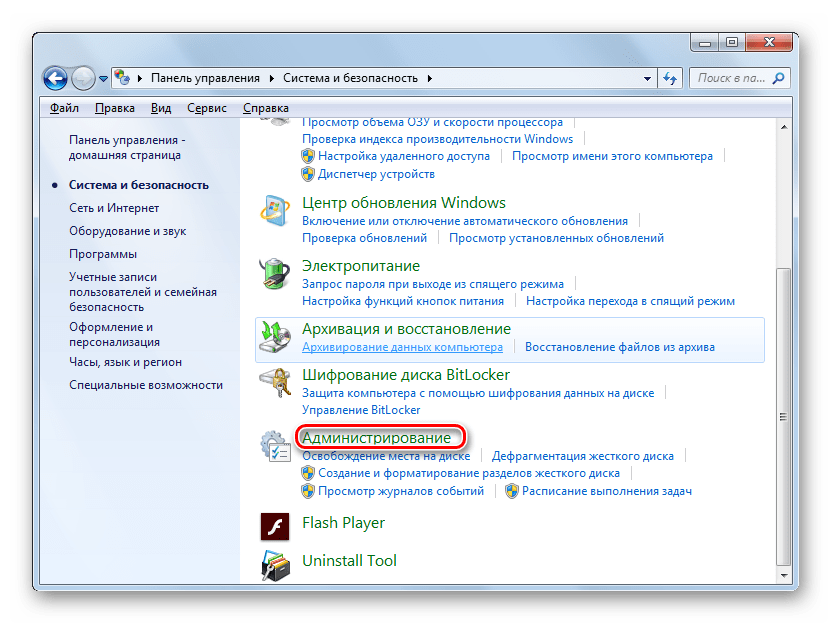 Панель управления
Система и безопасность
Поиск в па...
Файл Правка Вид Сервис Справка
Панель управления -
домашняя страница
Система и безопасность
Сеть и Интернет
Оборудование и звук
Программы
Учетные записи
пользователей и семейная
безопасность
Оформление и
персонализация
Часы, язык и регион
Специальные возможности
Просмотр объема ОЗУ и скорости процессора
Проверка индекса производительности Windows
Настройка удаленного доступа Просмотр имени этого компьютера
Диспетчер устройств
Центр обновления Windows
Включение или отключение автоматического обновления
Проверка обновлений Просмотр установленных обновлений
Электропитание
Запрос пароля при выходе из спящего режима
Настройка функций кнопок питания Настройка перехода в спящий режим
Архивация и восстановление
Архивирование данных компьютера Восстановление файлов из архива
Шифрование диска BitLocker
Защита компьютера с помощью шифрования данных на диске
Управление BitLocker
Администрирование
Освобождение места на диске Дефрагментация жесткого диска
Создание и форматирование разделов жесткого диска
Просмотр журналов событий Расписание выполнения задач
Flash Player
Uninstall Tool